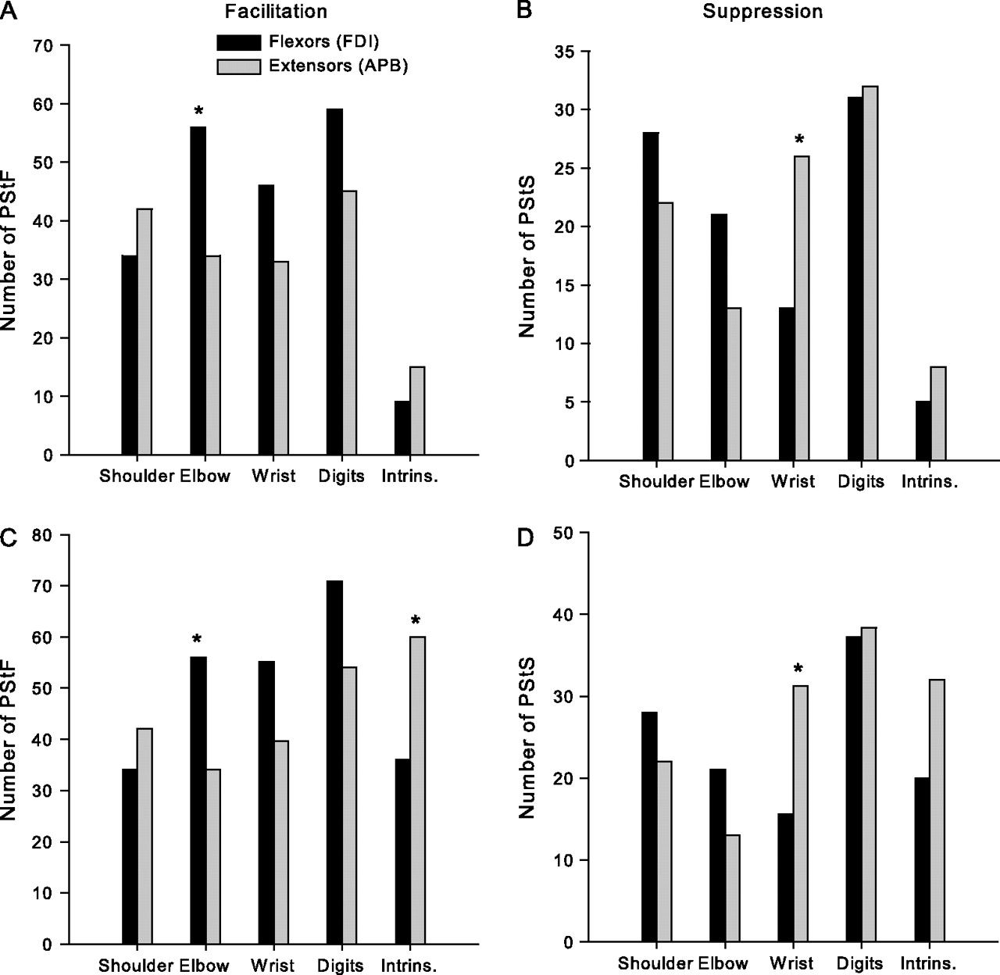 A
Facilitation
Flexors (FDI)
Extensors (APB)
Number of PStF
70
60
50
40
30
20
10
0
*
Shoulder Elbow Wrist Digits Intrins.
B
Suppression
Number of PStS
35
30
25
20
15
10
5
0
*
Shoulder Elbow Wrist Digits Intrins.
C
Number of PStF
80
70
60
50
40
30
20
10
0
*
*
Shoulder Elbow Wrist Digits Intrins.
D
Number of PStS
50
40
30
20
10
0
*
Shoulder Elbow Wrist Digits Intrins.